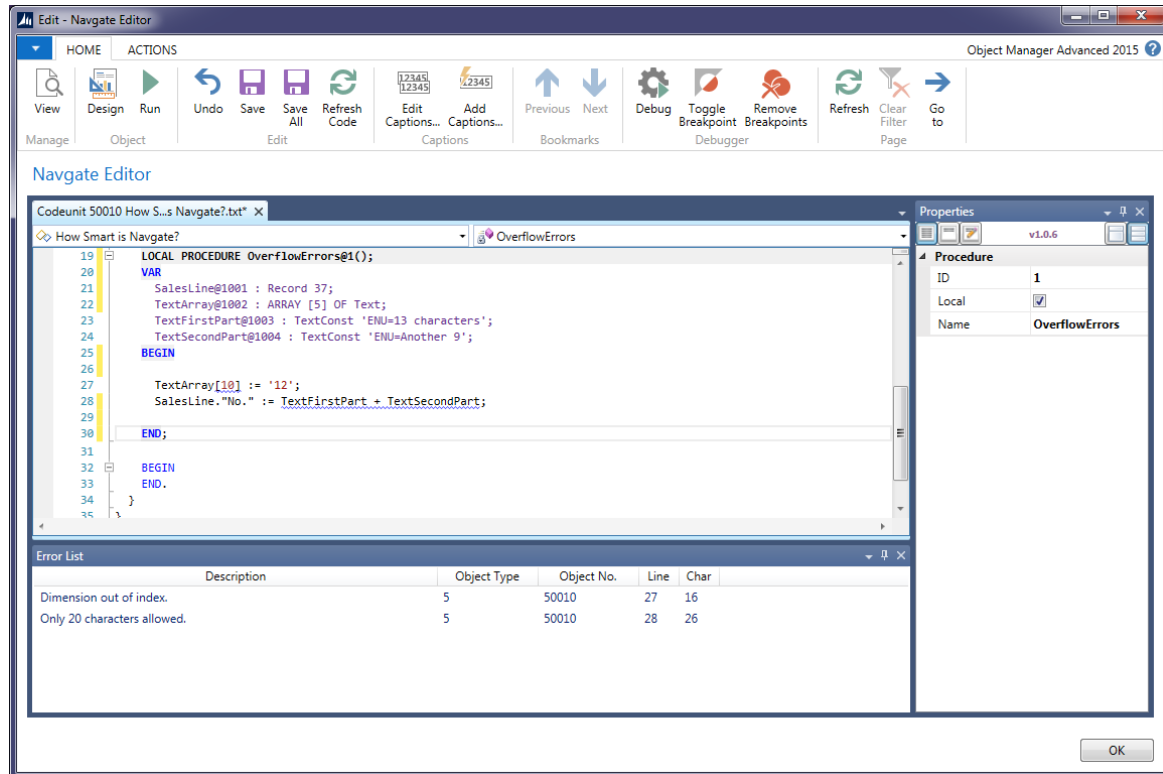 Edit - Navgate Editor
HOME ACTIONS Object Manager Advanced 2015
View Design Run Undo Save Save All Refresh Code Edit Captions... Add Captions... Previous Next Debug Toggle Breakpoint Remove Breakpoints Refresh Clear Filter Go to
Manage Object Edit Captions Bookmarks Debugger Page
Navgate Editor
Codeunit 50010 How S...s Navgate?.txt*
How Smart is Navgate? OverflowErrors
19 LOCAL PROCEDURE OverflowErrors@1();
20 VAR
21 SalesLine@1001 : Record 37;
22 TextArray@1002 : ARRAY [5] OF Text;
23 TextFirstPart@1003 : TextConst 'ENU=13 characters';
24 TextSecondPart@1004 : TextConst 'ENU=Another 9';
25 BEGIN
26
27 TextArray[10] := '12';
28 SalesLine."No." := TextFirstPart + TextSecondPart;
29
30 END;
31
32 BEGIN
33 END.
34 }
35 }
Properties
v1.0.6
Procedure
ID 1
Local
Name OverflowErrors
Error List
Description Object Type Object No. Line Char
Dimension out of index. 5 50010 27 16
Only 20 characters allowed. 5 50010 28 26
OK